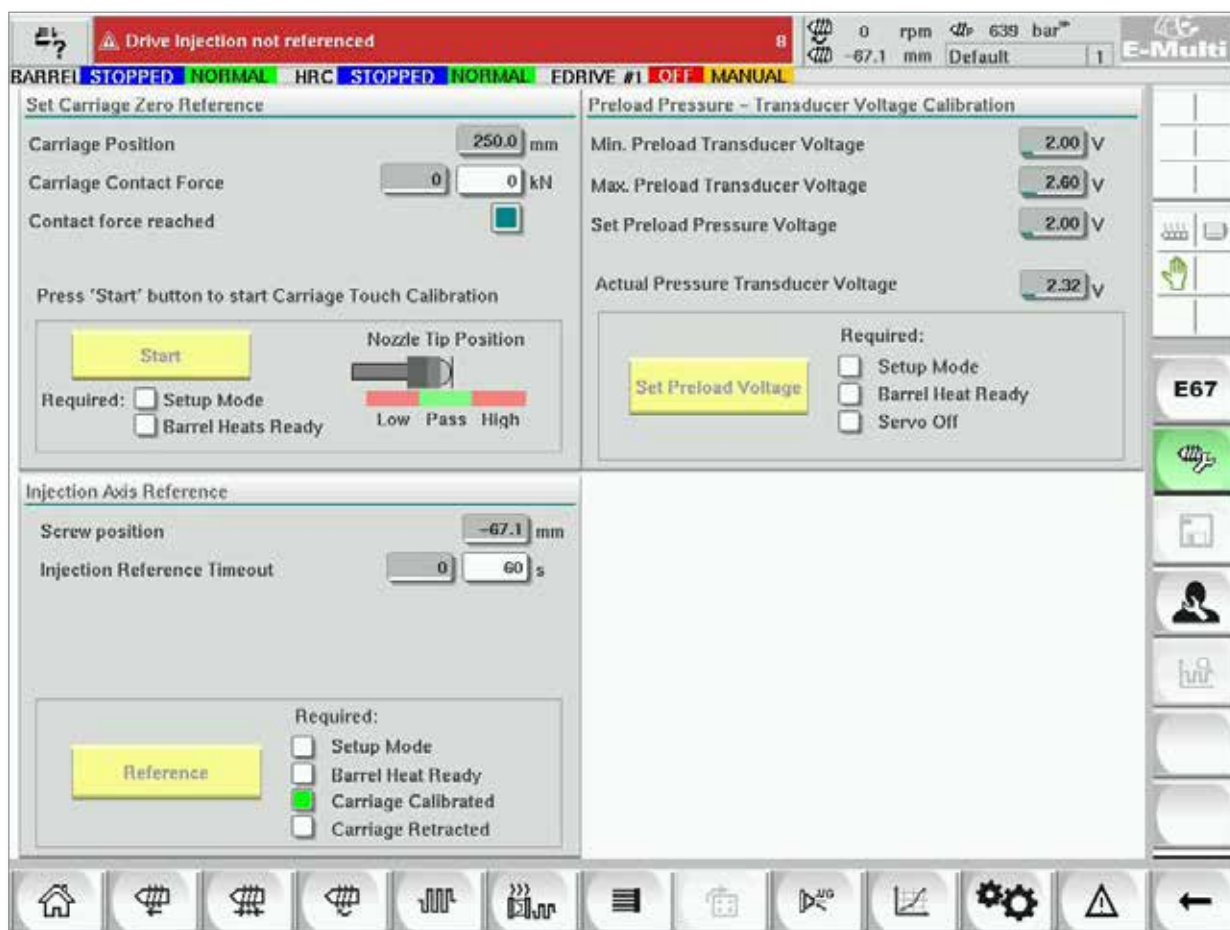 ?
Drive Injection not referenced 8
0 rpm 639 bar
-67.1 mm Default 1
E-Multi
BARREL STOPPED NORMAL HRC STOPPED NORMAL EDRIVE #1 OFF MANUAL
Set Carriage Zero Reference
Carriage Position 250.0 mm
Carriage Contact Force 0 0 kN
Contact force reached
Press 'Start' button to start Carriage Touch Calibration
Start
Nozzle Tip Position
Required: Setup Mode
Barrel Heats Ready
Low Pass High
Preload Pressure - Transducer Voltage Calibration
Min. Preload Transducer Voltage 2.00 V
Max. Preload Transducer Voltage 2.60 V
Set Preload Pressure Voltage 2.00 V
Actual Pressure Transducer Voltage 2.32 V
Set Preload Voltage
Required:
Setup Mode
Barrel Heat Ready
Servo Off
Injection Axis Reference
Screw position -67.1 mm
Injection Reference Timeout 0 60 s
Reference
Required:
Setup Mode
Barrel Heat Ready
Carriage Calibrated
Carriage Retracted
E67